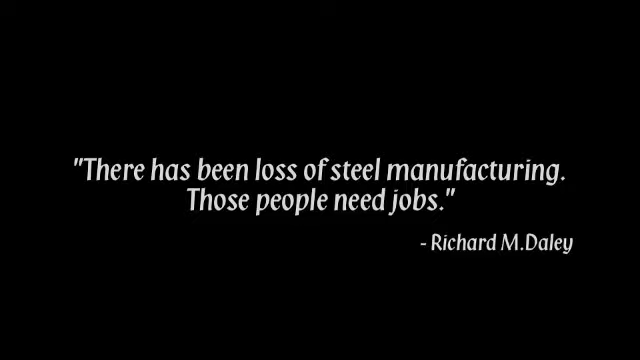 "There has been loss of steel manufacturing.
Those people need jobs."
- Richard M.Daley